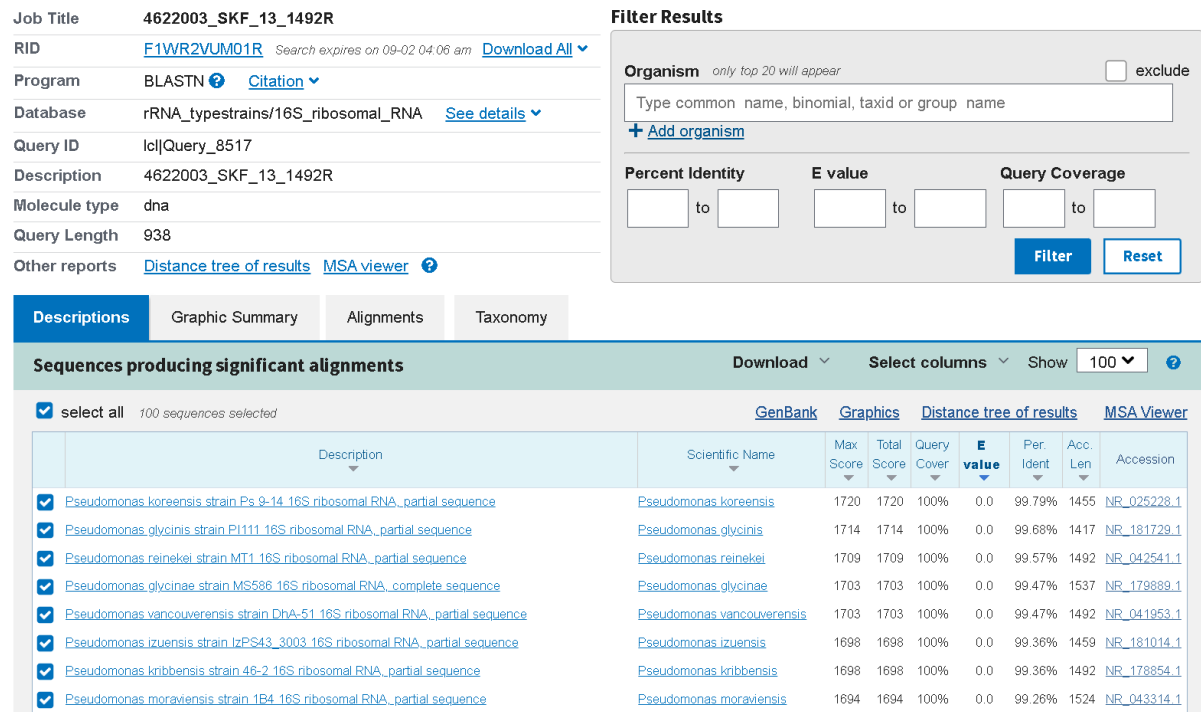 Job Title 4622003_SKF_13_1492R
RID F1WR2VUM01R Search expires on 09-02 04:06 am Download All
Program BLASTN Citation
Database rRNA_typestrains/16S_ribosomal_RNA See details
Query ID lcl|Query_8517
Description 4622003_SKF_13_1492R
Molecule type dna
Query Length 938
Other reports Distance tree of results MSA viewer ?
Filter Results
Organism only top 20 will appear exclude
Type common name, binomial, taxid or group name
+ Add organism
Percent Identity E value Query Coverage
to to to
Filter Reset
Descriptions Graphic Summary Alignments Taxonomy
Sequences producing significant alignments Download Select columns Show 100 ?
select all 100 sequences selected GenBank Graphics Distance tree of results MSA Viewer
Description Scientific Name Max Score Total Score Query Cover E value Per. Ident Acc. Len Accession
Pseudomonas koreensis strain Ps 9-14 16S ribosomal RNA, partial sequence Pseudomonas koreensis 1720 1720 100% 0.0 99.79% 1455 NR_025228.1
Pseudomonas glycinis strain PI111 16S ribosomal RNA, partial sequence Pseudomonas glycinis 1714 1714 100% 0.0 99.68% 1417 NR_181729.1
Pseudomonas reinekei strain MT1 16S ribosomal RNA, partial sequence Pseudomonas reinekei 1709 1709 100% 0.0 99.57% 1492 NR_042541.1
Pseudomonas glycinae strain MS586 16S ribosomal RNA, complete sequence Pseudomonas glycinae 1703 1703 100% 0.0 99.47% 1537 NR_179889.1
Pseudomonas vancouverensis strain DhA-51 16S ribosomal RNA, partial sequence Pseudomonas vancouverensis 1703 1703 100% 0.0 99.47% 1492 NR_041953.1
Pseudomonas izuensis strain IzPS43_3003 16S ribosomal RNA, partial sequence Pseudomonas izuensis 1698 1698 100% 0.0 99.36% 1459 NR_181014.1
Pseudomonas kribbensis strain 46-2 16S ribosomal RNA, partial sequence Pseudomonas kribbensis 1698 1698 100% 0.0 99.36% 1492 NR_178854.1
Pseudomonas moraviensis strain 1B4 16S ribosomal RNA, partial sequence Pseudomonas moraviensis 1694 1694 100% 0.0 99.26% 1524 NR_043314.1